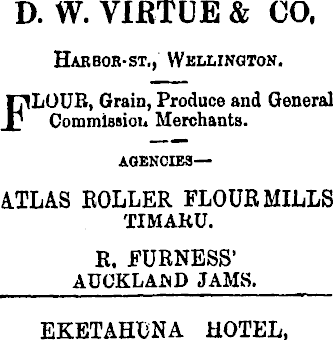 D. W. VIRTUE & CO.
HARBOR-ST., WELLINGTON.
FLOUR, Grain, Produce and General
Commission Merchants.
AGENCIES—
ATLAS ROLLER FLOUR MILLS
TIMARU.
R. FURNESS'
AUCKLAND JAMS.
EKETAHUNA HOTEL,